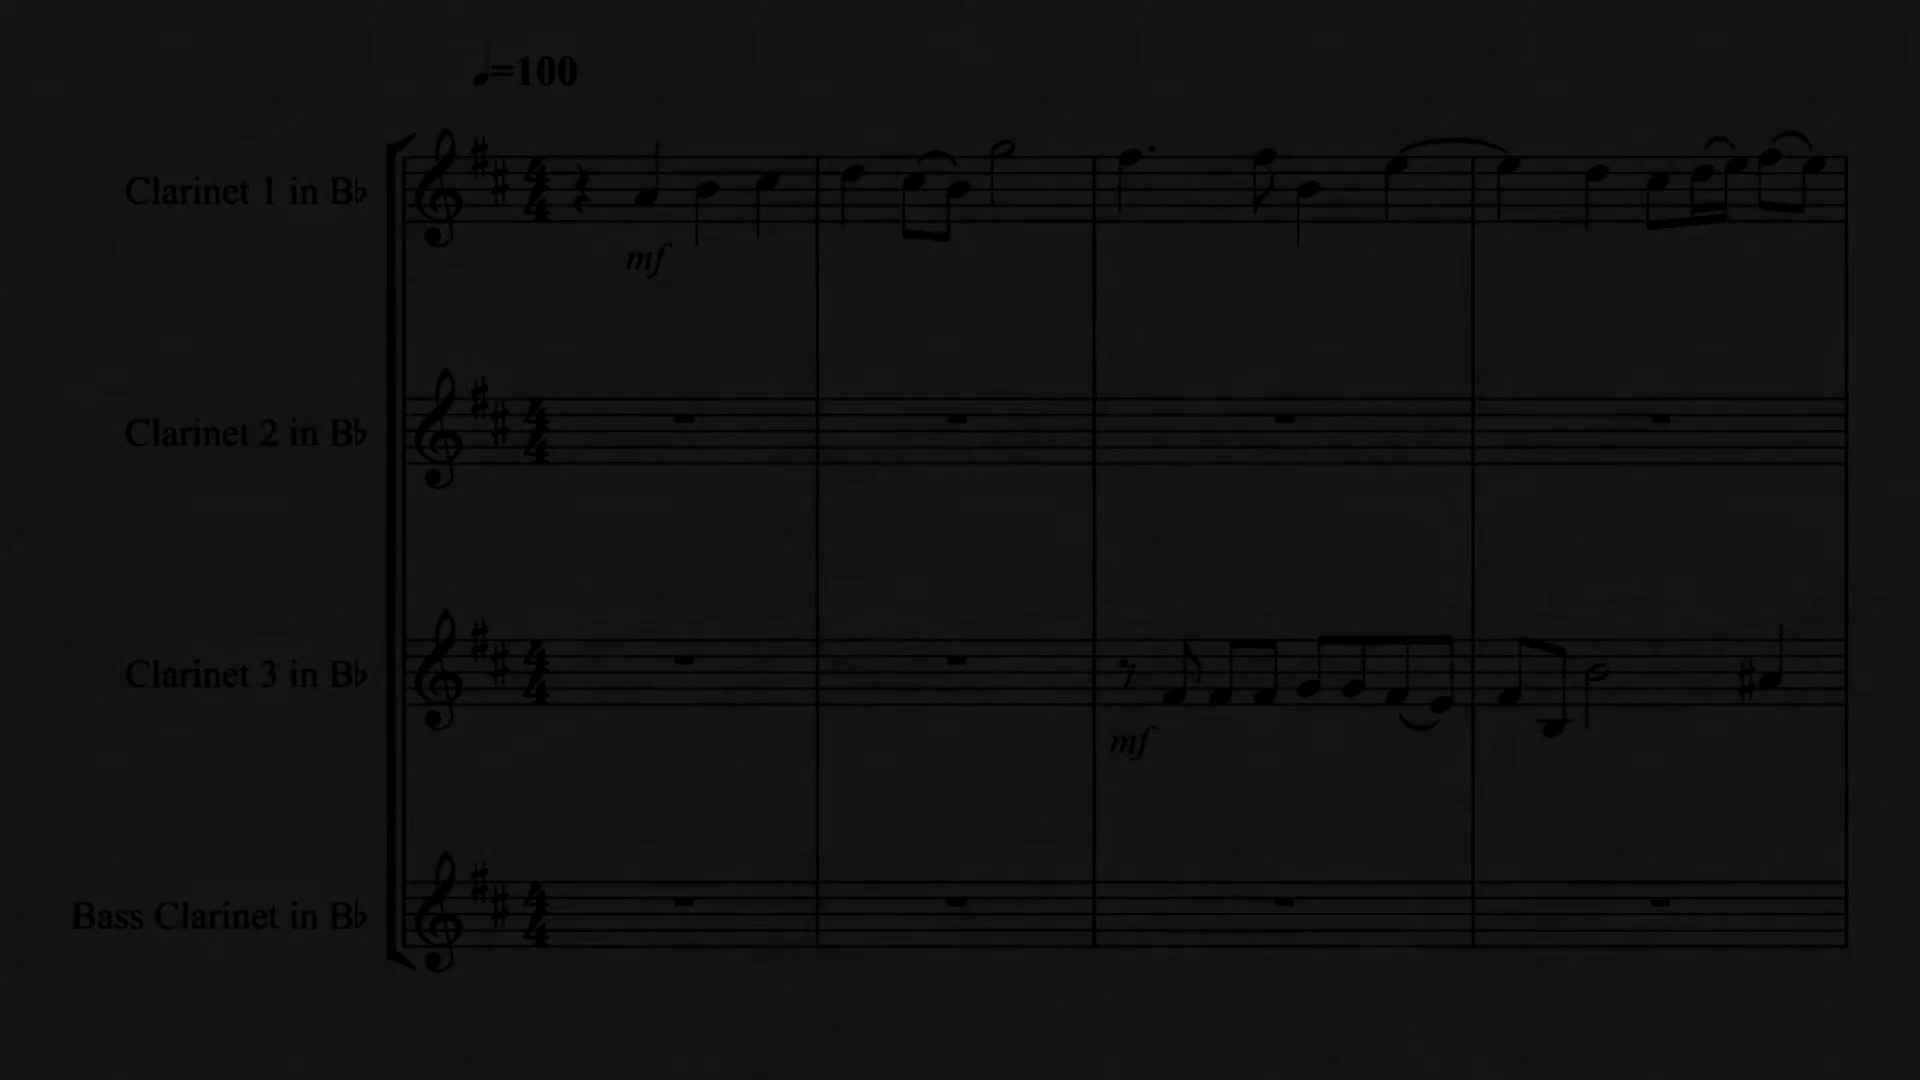 ♩=100
Clarinet 1 in B♭
mf
Clarinet 2 in B♭
Clarinet 3 in B♭
mf
Bass Clarinet in B♭